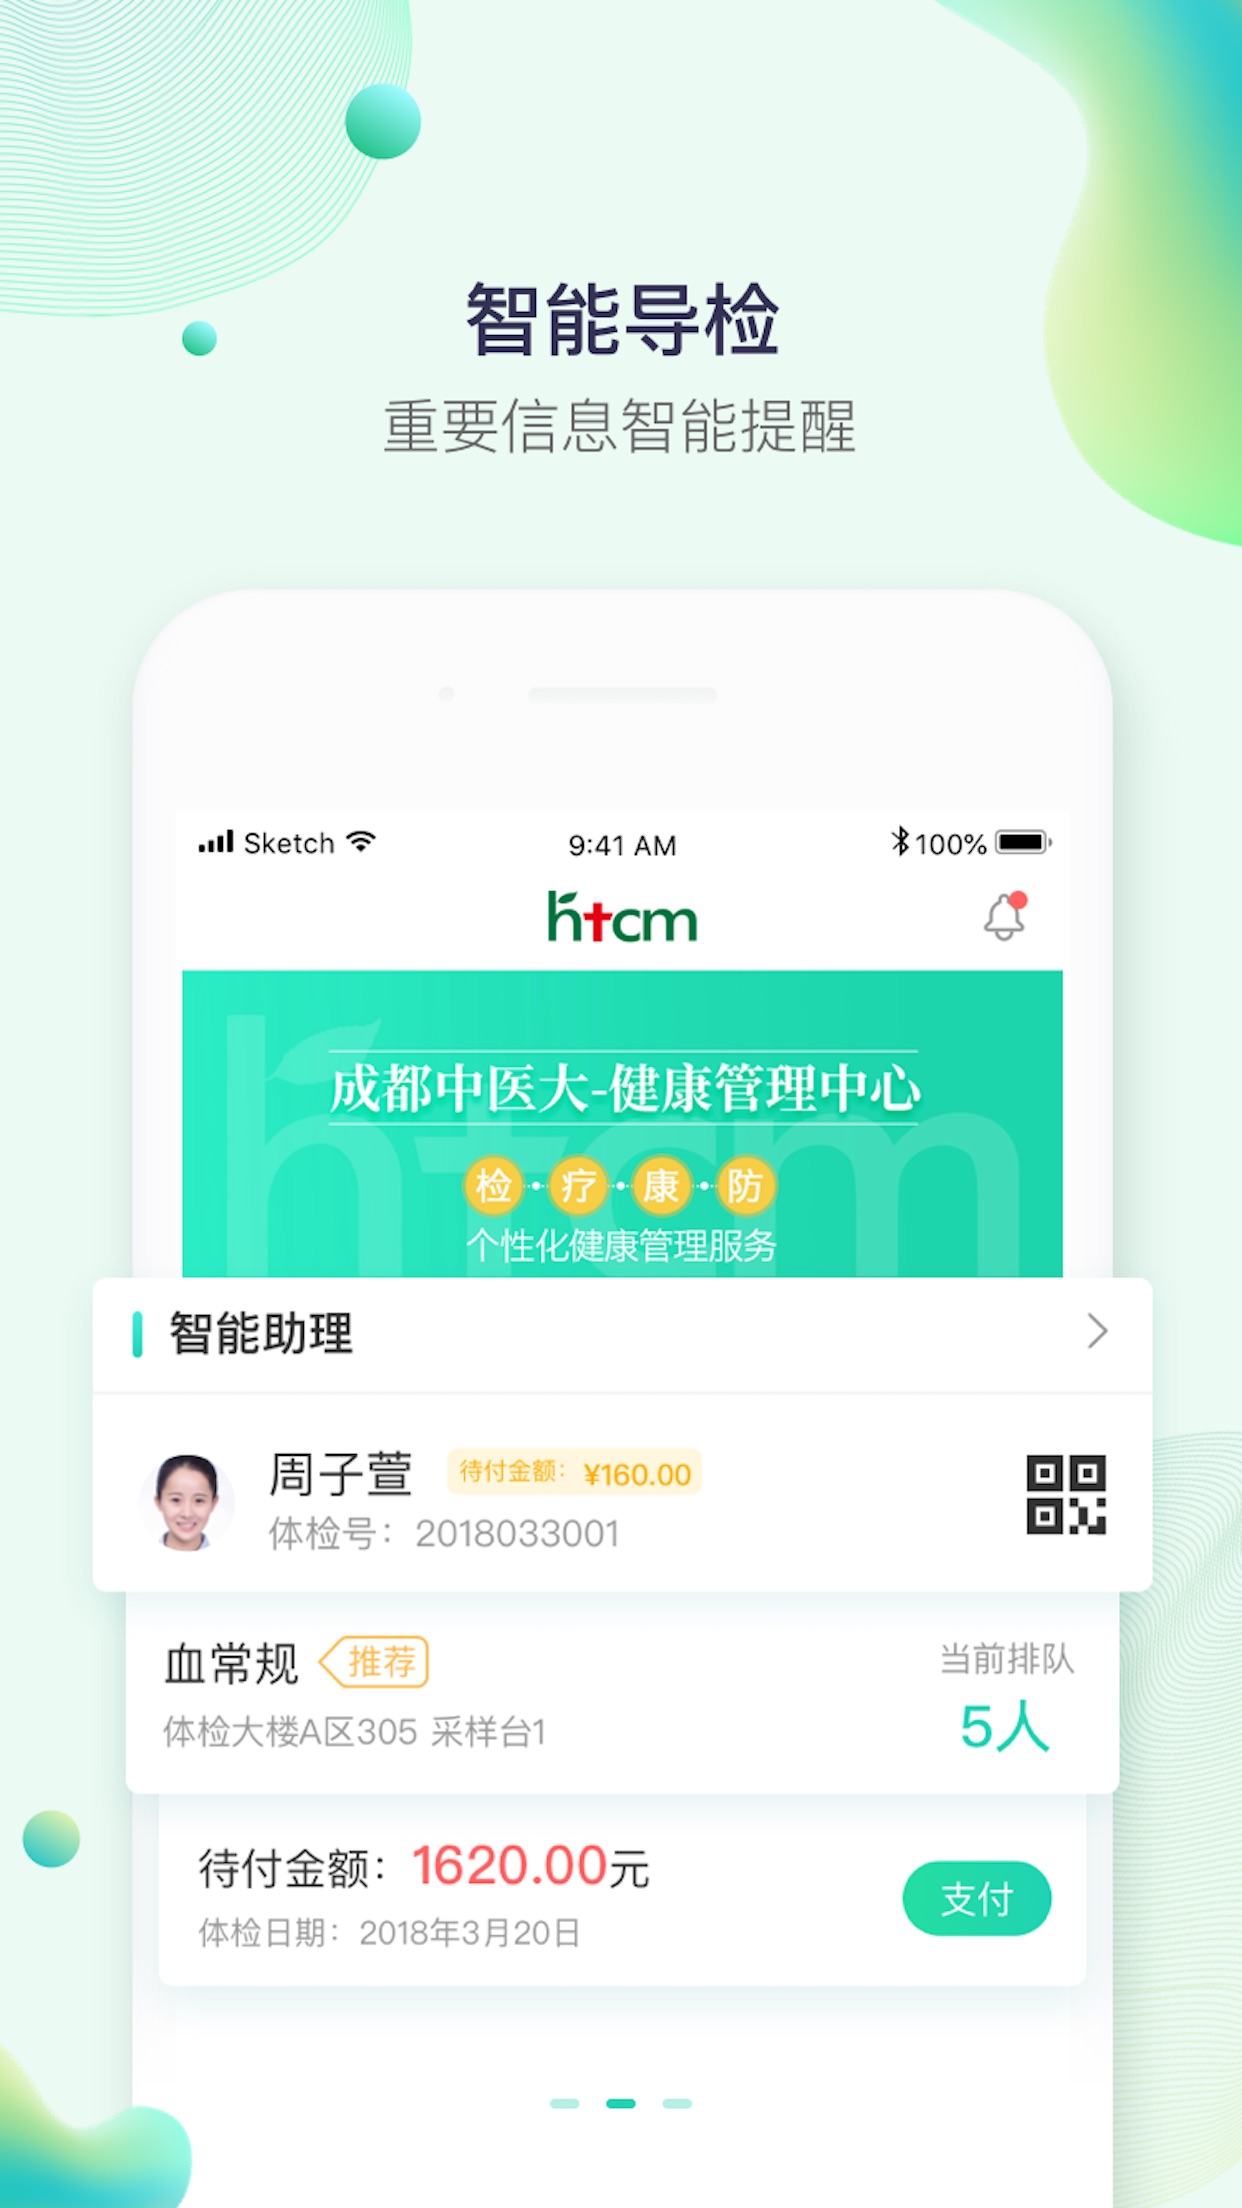 智能导检
重要信息智能提醒
Sketch 9:41 AM 100%
htcm
成都中医大-健康管理中心
检·疗·康·防
个性化健康管理服务
智能助理
周子萱 待付金额：¥160.00
体检号：2018033001
血常规 推荐 当前排队
体检大楼A区305 采样台1 5人
待付金额：1620.00元
支付
体检日期：2018年3月20日